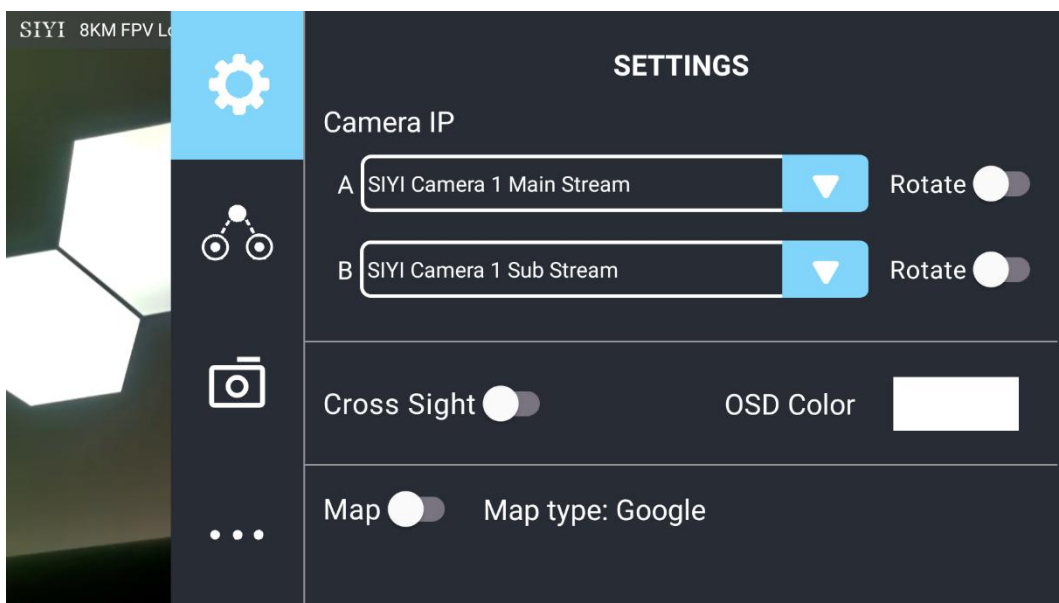 SIYI 8KM FPV
SETTINGS
Camera IP
A SIYI Camera 1 Main Stream Rotate
B SIYI Camera 1 Sub Stream Rotate
Cross Sight OSD Color
Map Map type: Google